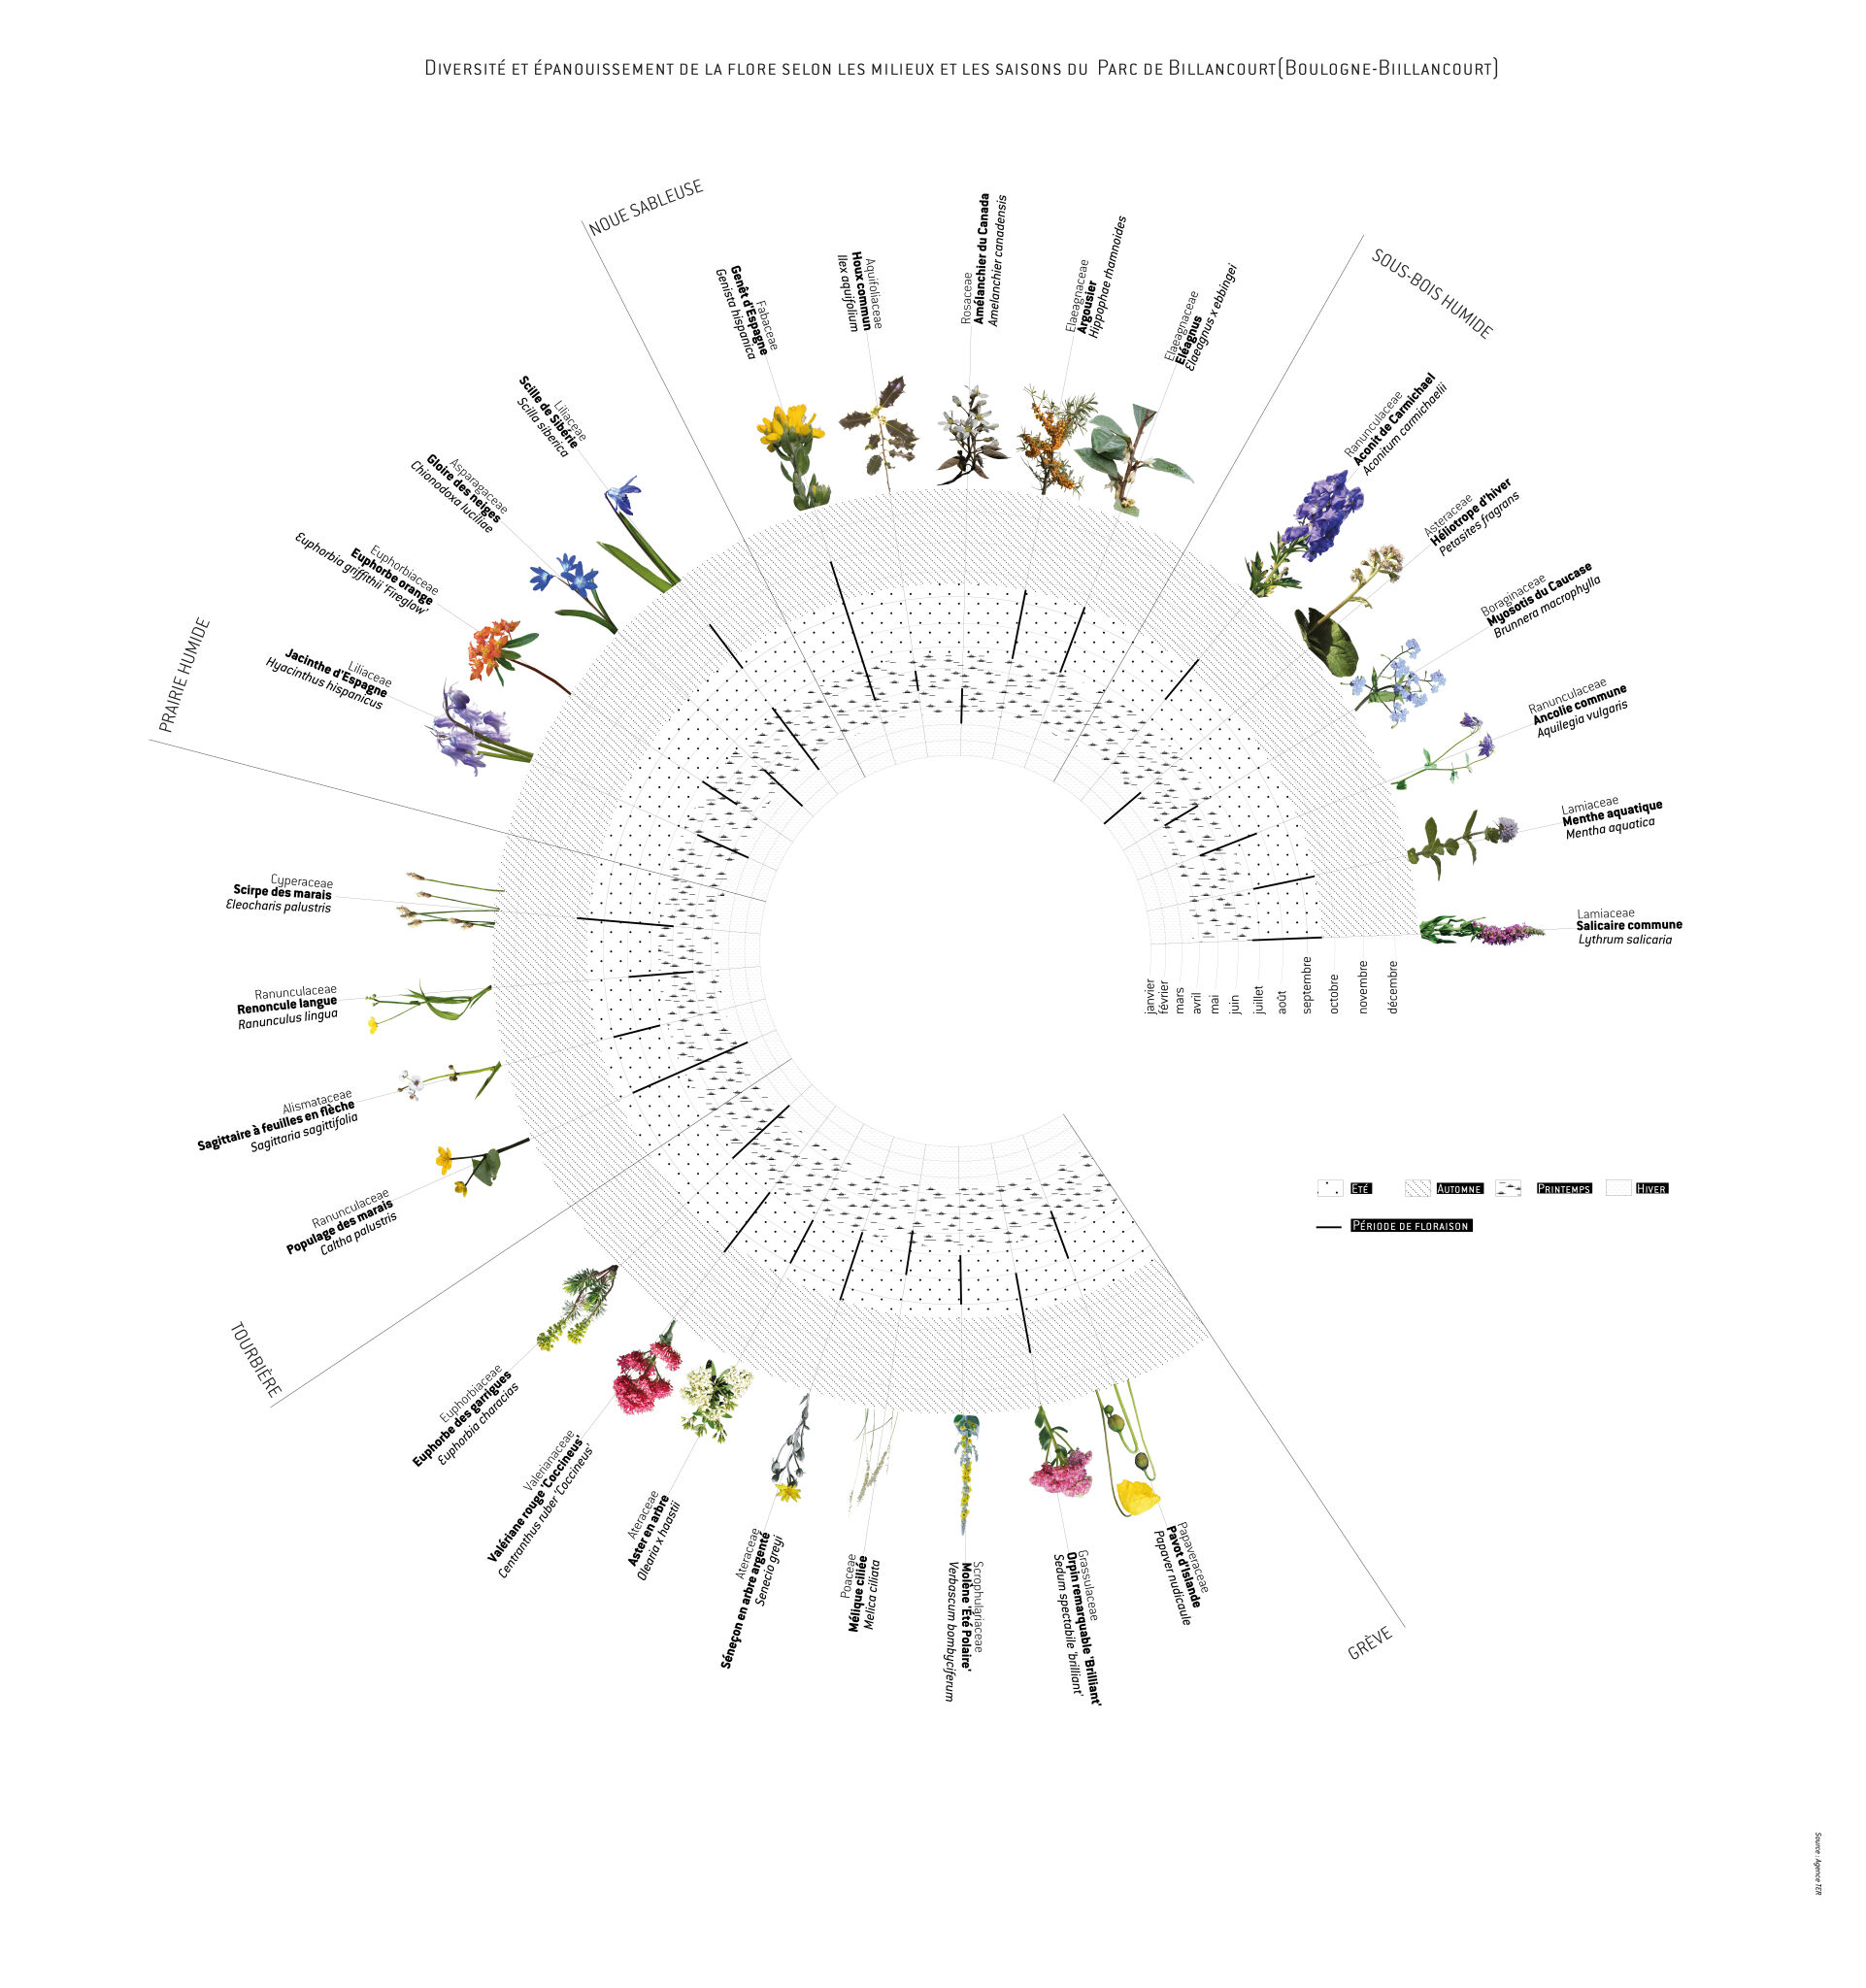 Diversité et épanouissement de la flore selon les milieux et les saisons du Parc de Billancourt(Boulogne-Biillancourt)
NOUE SABLEUSE
Fabaceae
Genêt d'Espagne
Genista hispanica
Aquifoliaceae
Houx commun
Ilex aquifolium
Rosaceae
Amélanchier du Canada
Amelanchier canadensis
Elaeagnaceae
Argousier
Hippophae rhamnoides
Elaeagnaceae
Eléagnus
Elaeagnus x ebbingei
SOUS-BOIS HUMIDE
Ranunculaceae
Aconit de Carmichael
Aconitum carmichaelii
Asteraceae
Héliotrope d'hiver
Petasites fragrans
Boraginaceae
Myosotis du Caucase
Brunnera macrophylla
Ranunculaceae
Ancolie commune
Aquilegia vulgaris
Lamiaceae
Menthe aquatique
Mentha aquatica
Lamiaceae
Salicaire commune
Lythrum salicaria
janvier
février
mars
avril
mai
juin
juillet
août
septembre
octobre
novembre
décembre
Eté
Automne
Printemps
Hiver
Période de floraison
PRAIRIE HUMIDE
Liliaceae
Scille de Sibérie
Scilla siberica
Asparagaceae
Gloire des neiges
Chionodoxa luciliae
Euphorbiaceae
Euphorbe orange
Euphorbia griffithii 'Fireglow'
Liliaceae
Jacinthe d'Espagne
Hyacinthus hispanicus
Cyperaceae
Scirpe des marais
Eleocharis palustris
Ranunculaceae
Renoncule langue
Ranunculus lingua
Alismataceae
Sagittaire à feuilles en flèche
Sagittaria sagittifolia
Ranunculaceae
Populage des marais
Caltha palustris
TOURBIÈRE
Euphorbiaceae
Euphorbe des garrigues
Euphorbia characias
Valerianaceae
Valériane rouge 'Coccineus'
Centranthus ruber 'Coccineus'
Ateraceae
Aster en arbre
Olearia x haastii
Ateraceae
Séneçon en arbre argenté
Senecio greyi
Poaceae
Mélique ciliée
Melica ciliata
Scrophulariaceae
Molène 'Eté Polaire'
Verbascum bombyciferum
Grassulaceae
Orpin remarquable 'Brilliant'
Sedum spectabile 'brilliant'
Papaveraceae
Pavot d'Islande
Papaver nudicaule
GRÈVE
Source : Agence TER